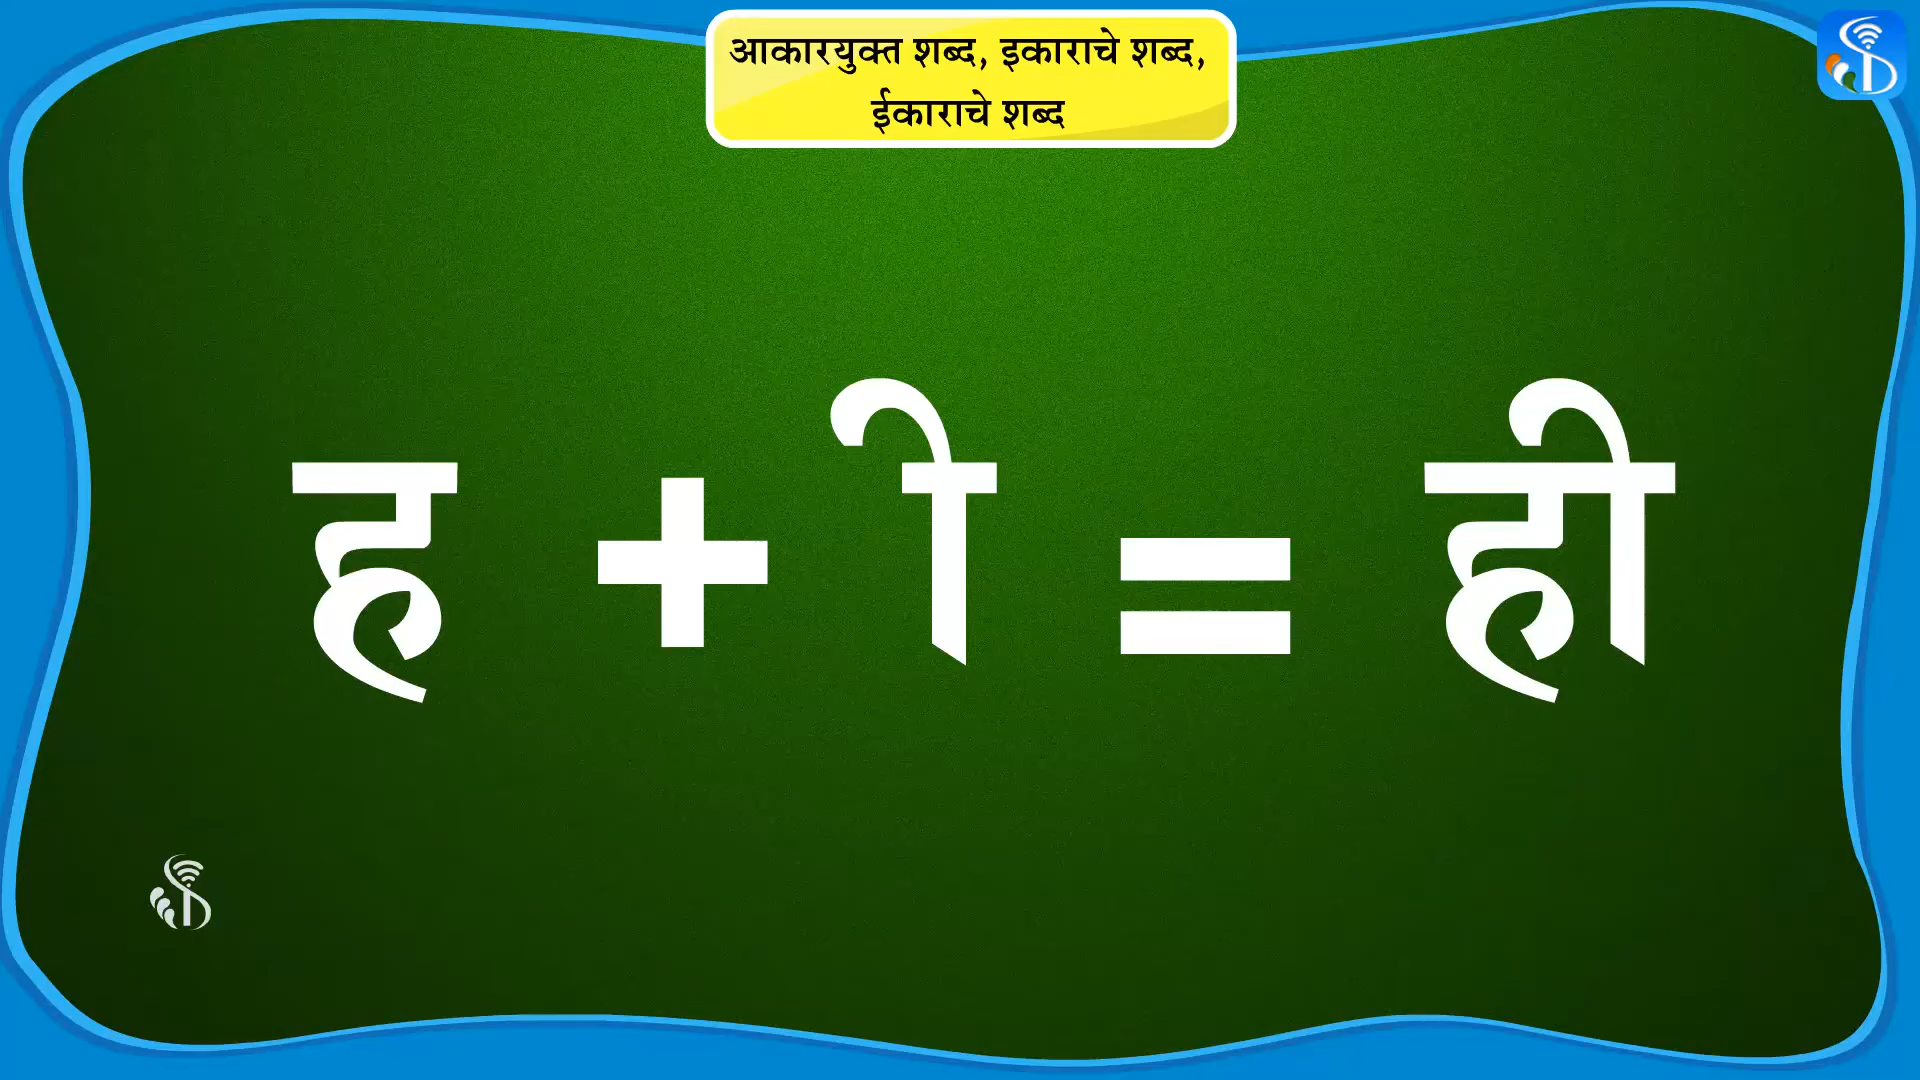 आकारयुक्त शब्द, इकाराचे शब्द,
ईकाराचे शब्द
ह + ी = ही